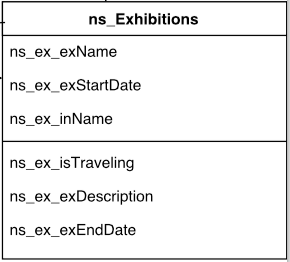 ns_Exhibitions
ns_ex_exName
ns_ex_exStartDate
ns_ex_inName
ns_ex_isTraveling
ns_ex_exDescription
ns_ex_exEndDate